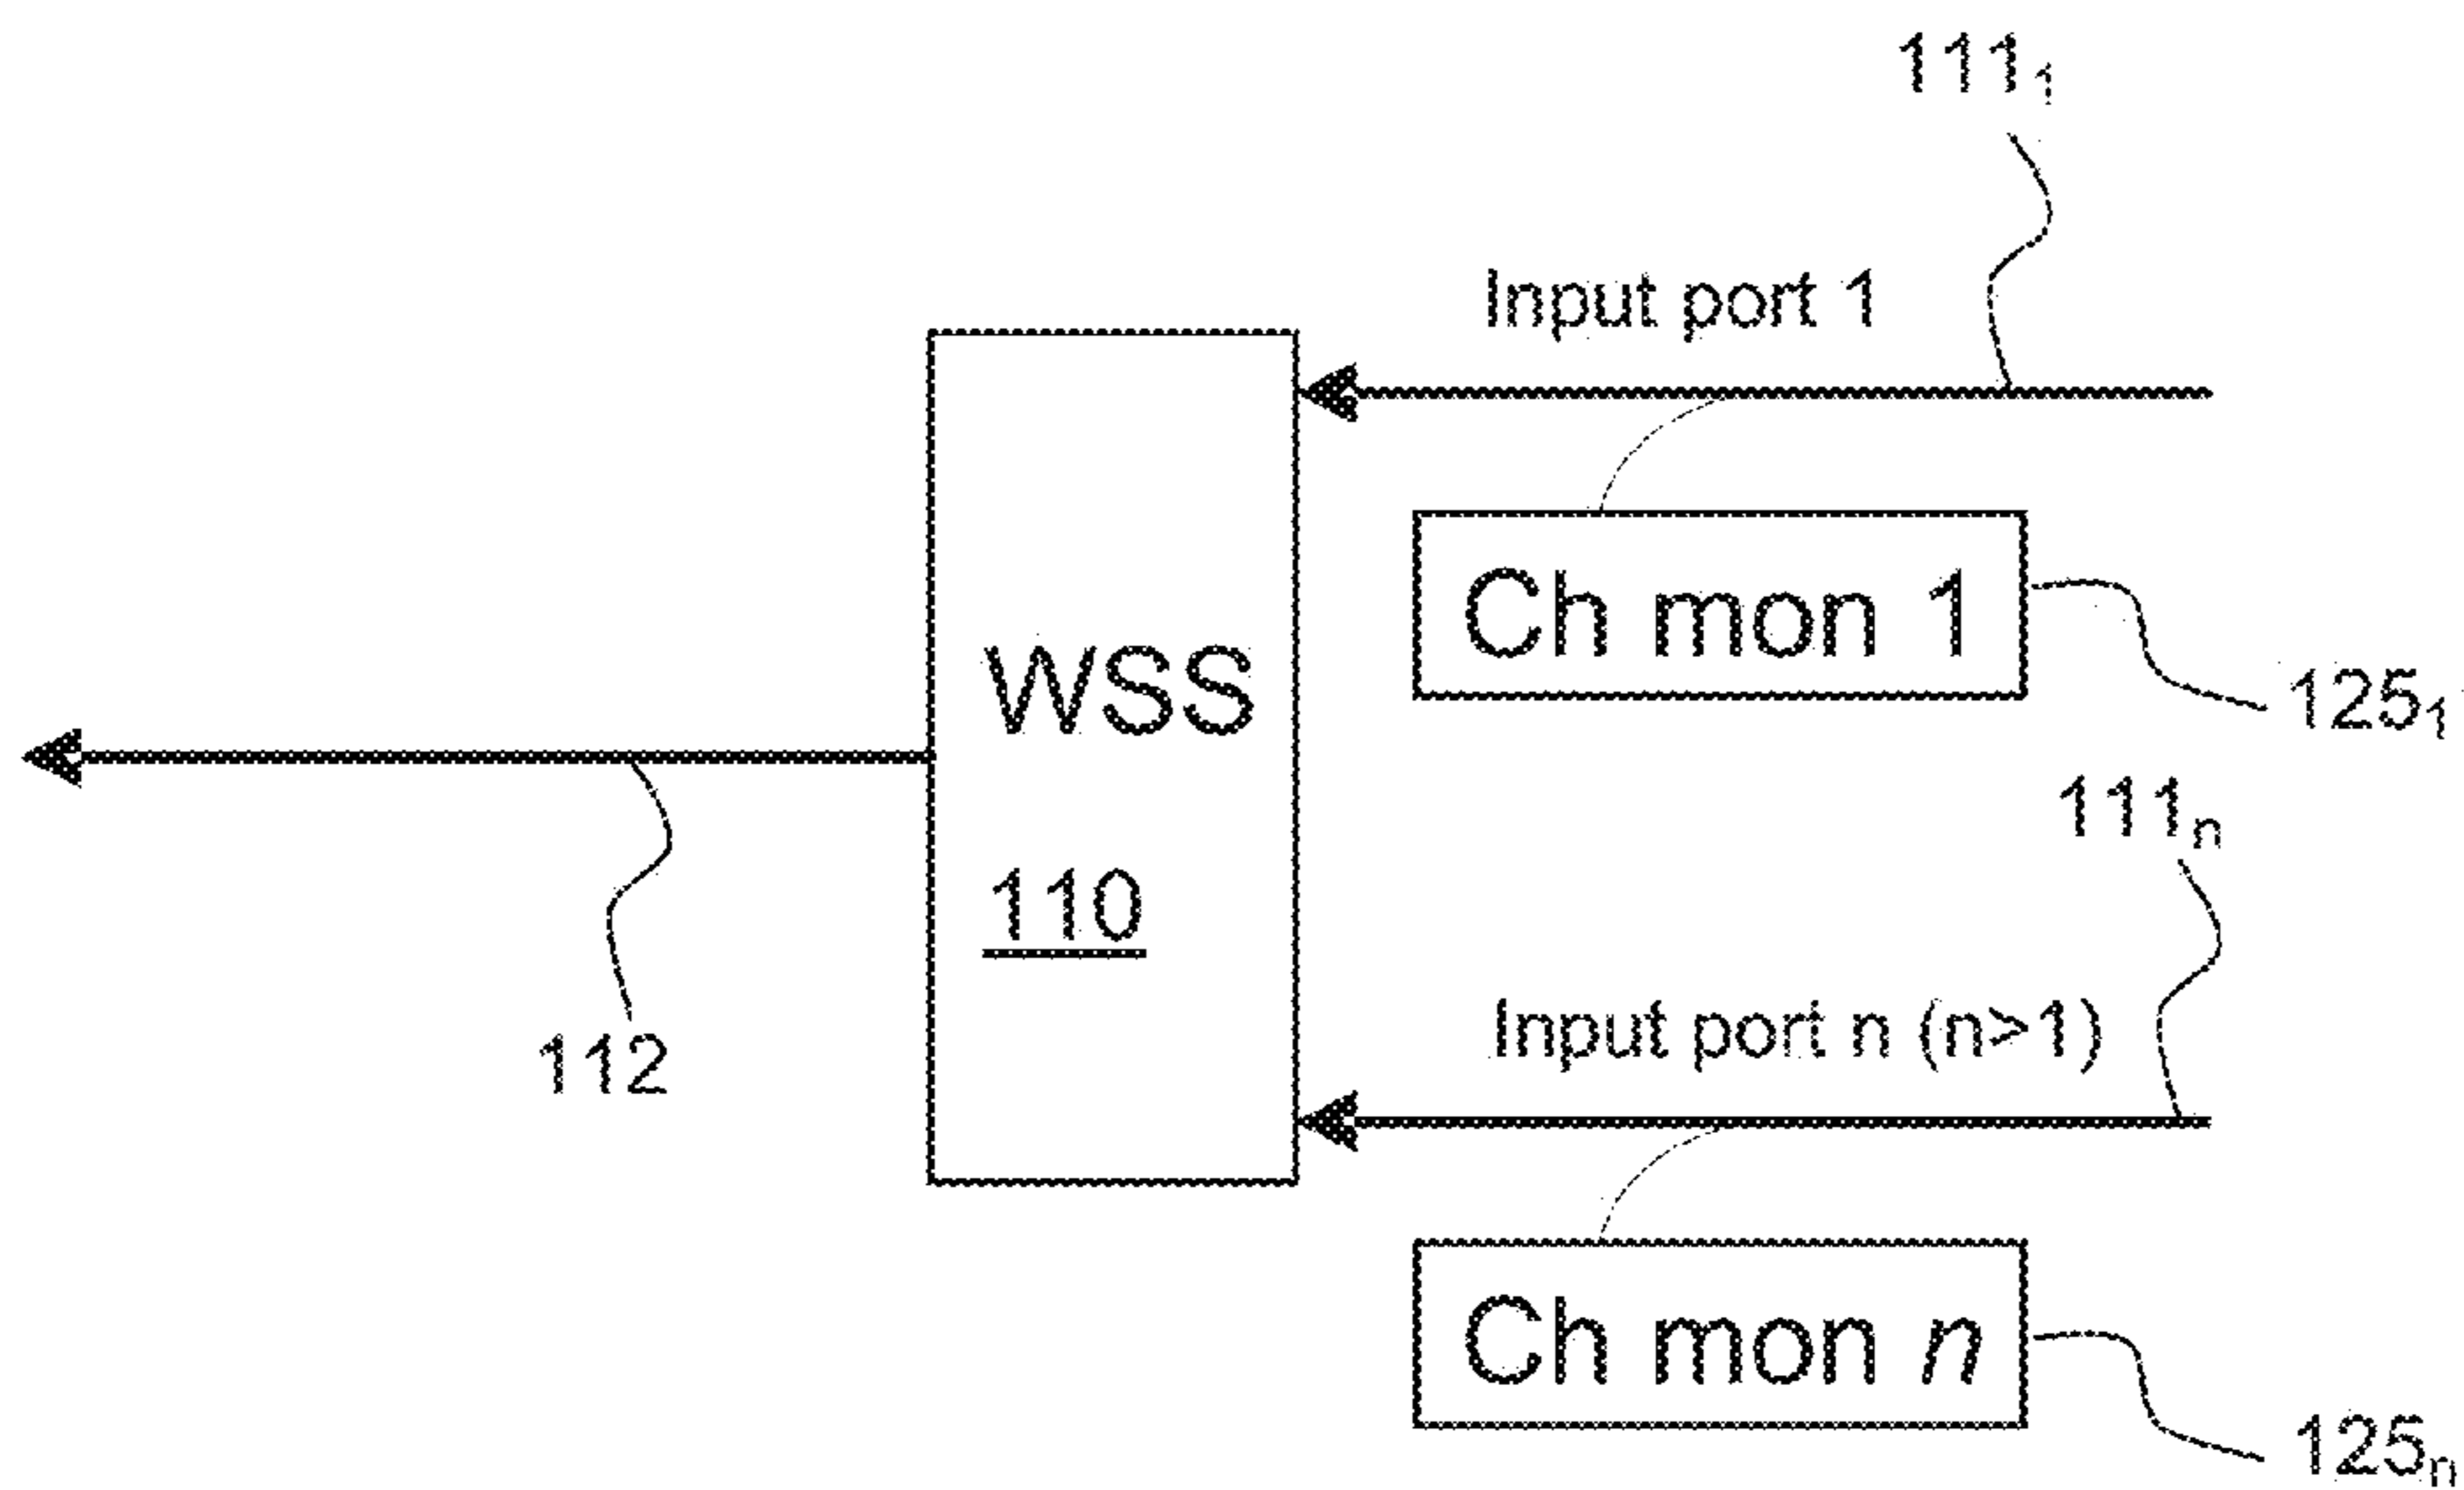 111₁
Input port 1
Ch mon 1
125₁
WSS
110
111ₙ
Input port n (n>1)
112
Ch mon n
125ₙ